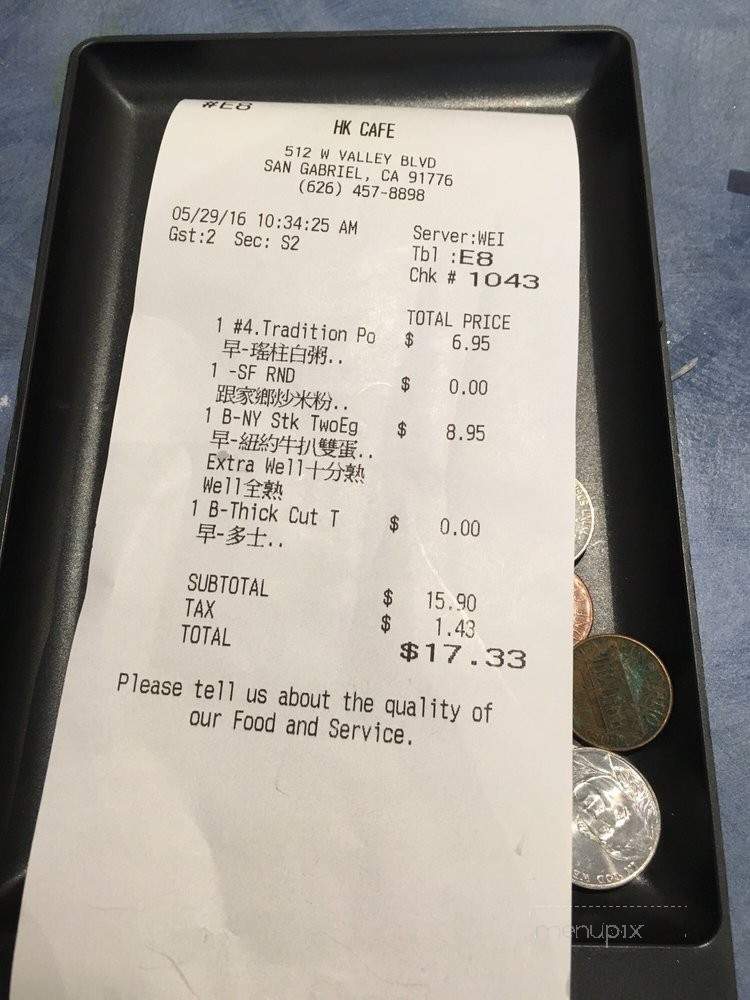 #E8
HK CAFE
512 W VALLEY BLVD
SAN GABRIEL, CA 91776
(626) 457-8898
05/29/16 10:34:25 AM Server:WEI
Gst:2 Sec: S2 Tbl :E8
Chk # 1043
TOTAL PRICE
1 #4.Tradition Po $ 6.95
早-瑤柱白粥..
1 -SF RND $ 0.00
跟家鄉炒米粉..
1 B-NY Stk TwoEg $ 8.95
早-紐約牛扒雙蛋..
Extra Well十分熟
Well全熟
1 B-Thick Cut T $ 0.00
早-多士..
SUBTOTAL $ 15.90
TAX $ 1.43
TOTAL $17.33
Please tell us about the quality of
our Food and Service.
menupix